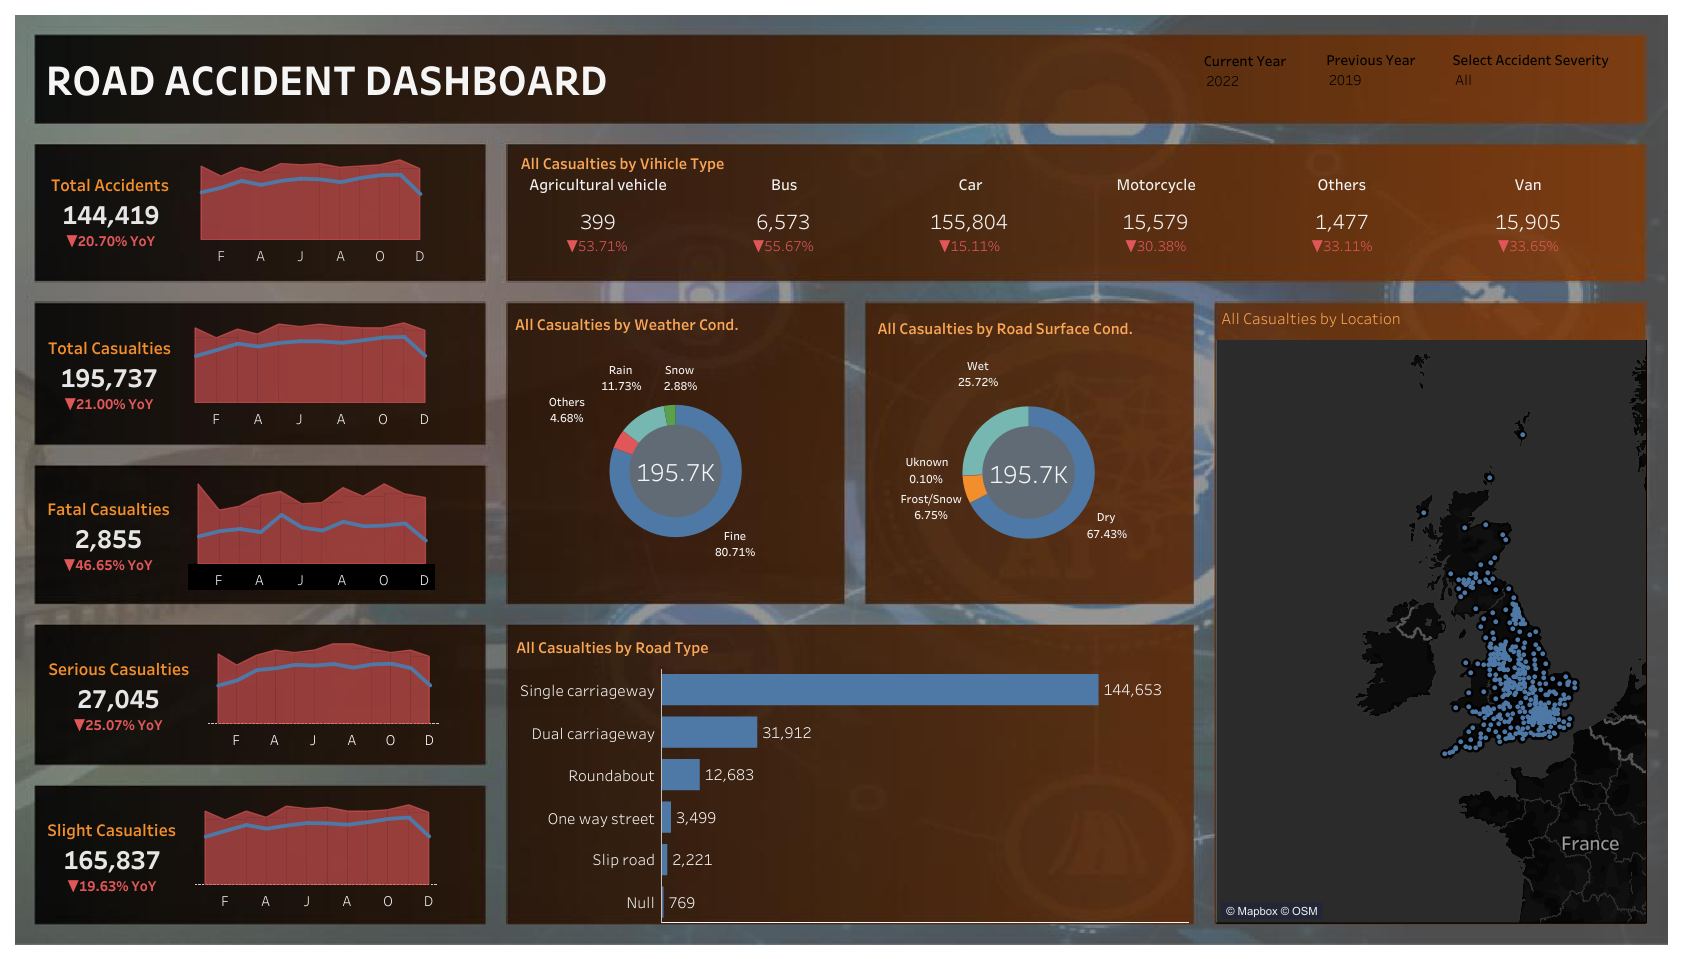 ROAD ACCIDENT DASHBOARD
Current Year
2022
Previous Year
2019
Select Accident Severity
All
Total Accidents
144,419
▼20.70% YoY
F A J A O D
All Casualties by Vihicle Type
Agricultural vehicle Bus Car Motorcycle Others Van
399 6,573 155,804 15,579 1,477 15,905
▼53.71% ▼55.67% ▼15.11% ▼30.38% ▼33.11% ▼33.65%
Total Casualties
195,737
▼21.00% YoY
F A J A O D
Fatal Casualties
2,855
▼46.65% YoY
F A J A O D
Serious Casualties
27,045
▼25.07% YoY
F A J A O D
Slight Casualties
165,837
▼19.63% YoY
F A J A O D
All Casualties by Weather Cond.
Rain
11.73%
Snow
2.88%
Others
4.68%
195.7K
Fine
80.71%
All Casualties by Road Surface Cond.
Wet
25.72%
Uknown
0.10%
Frost/Snow
6.75%
195.7K
Dry
67.43%
All Casualties by Road Type
Single carriageway 144,653
Dual carriageway 31,912
Roundabout 12,683
One way street 3,499
Slip road 2,221
Null 769
All Casualties by Location
France
© Mapbox © OSM